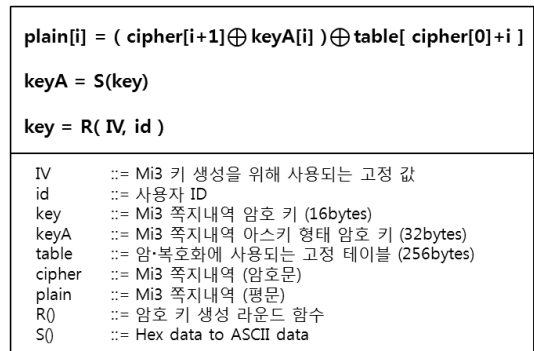 plain[i] = ( cipher[i+1]⊕keyA[i] )⊕table[ cipher[0]+i ]
keyA = S(key)
key = R( IV, id )
IV ::= Mi3 키 생성을 위해 사용되는 고정 값
id ::= 사용자 ID
key ::= Mi3 쪽지내역 암호 키 (16bytes)
keyA ::= Mi3 쪽지내역 아스키 형태 암호 키 (32bytes)
table ::= 암·복호화에 사용되는 고정 테이블 (256bytes)
cipher ::= Mi3 쪽지내역 (암호문)
plain ::= Mi3 쪽지내역 (평문)
R() ::= 암호 키 생성 라운드 함수
S() ::= Hex data to ASCII data